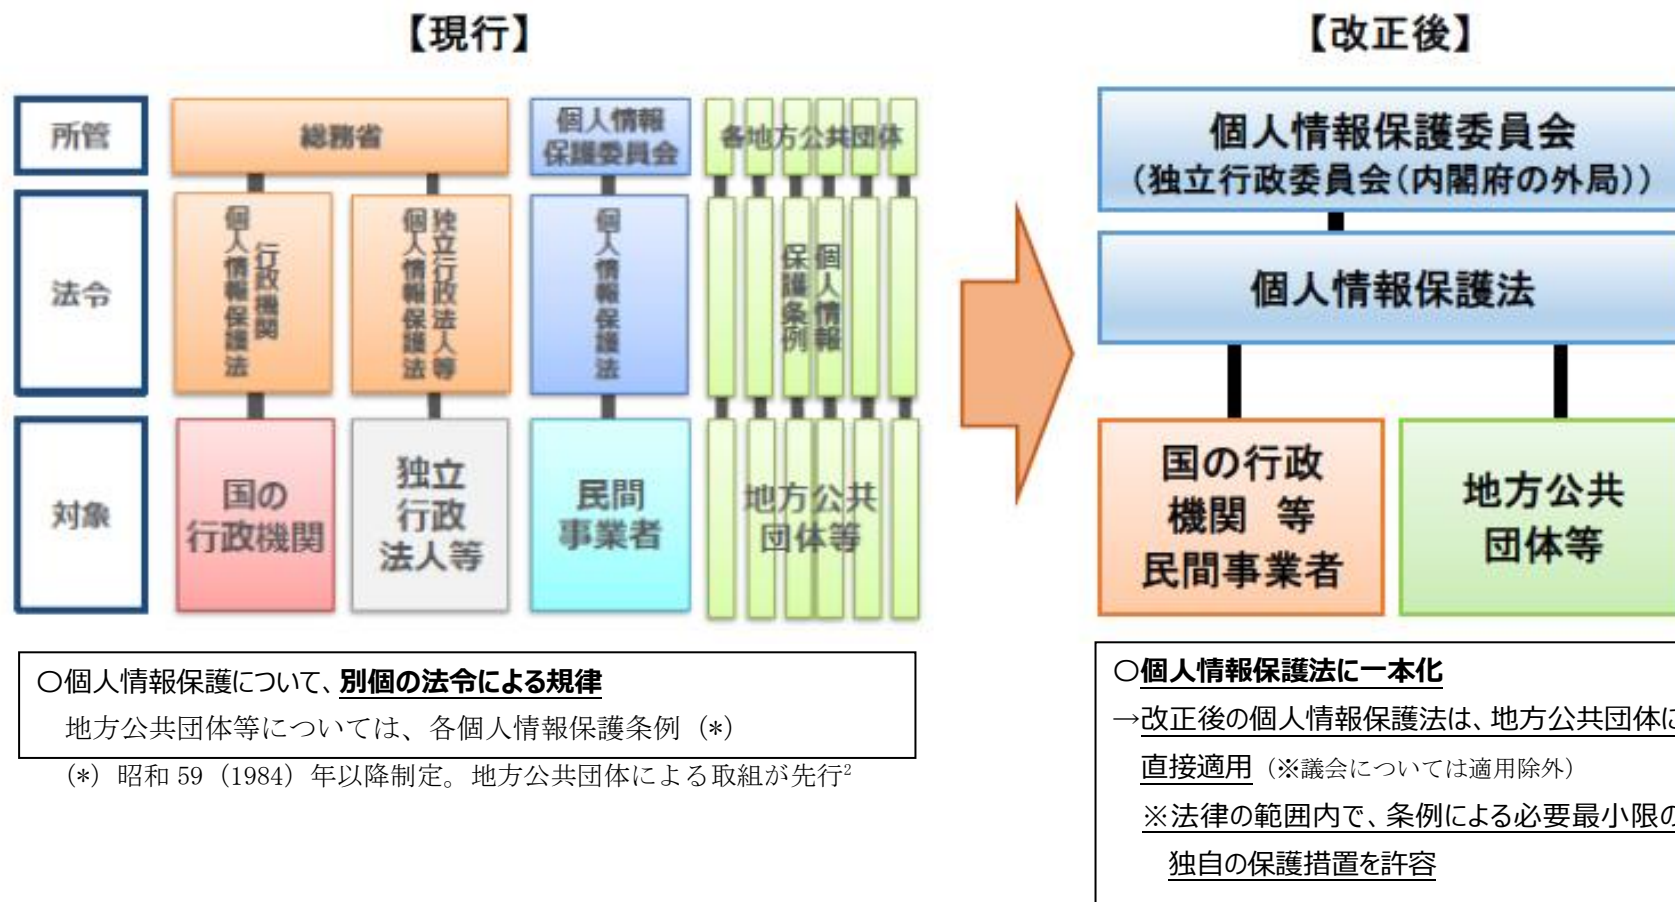 【現行】
所管
総務省
個人情報
保護委員会
各地方公共団体
法令
行政機関
個人情報保護法
独立行政法人等
個人情報保護法
個人情報保護法
個人情報
保護条例
対象
国の
行政機関
独立
行政
法人等
民間
事業者
地方公共
団体等
〇個人情報保護について、別個の法令による規律
地方公共団体等については、各個人情報保護条例（*）
（*）昭和 59（1984）年以降制定。地方公共団体による取組が先行2
【改正後】
個人情報保護委員会
（独立行政委員会（内閣府の外局））
個人情報保護法
国の行政
機関　等
民間事業者
地方公共
団体等
〇個人情報保護法に一本化
→改正後の個人情報保護法は、地方公共団体に
直接適用（※議会については適用除外）
※法律の範囲内で、条例による必要最小限の
独自の保護措置を許容